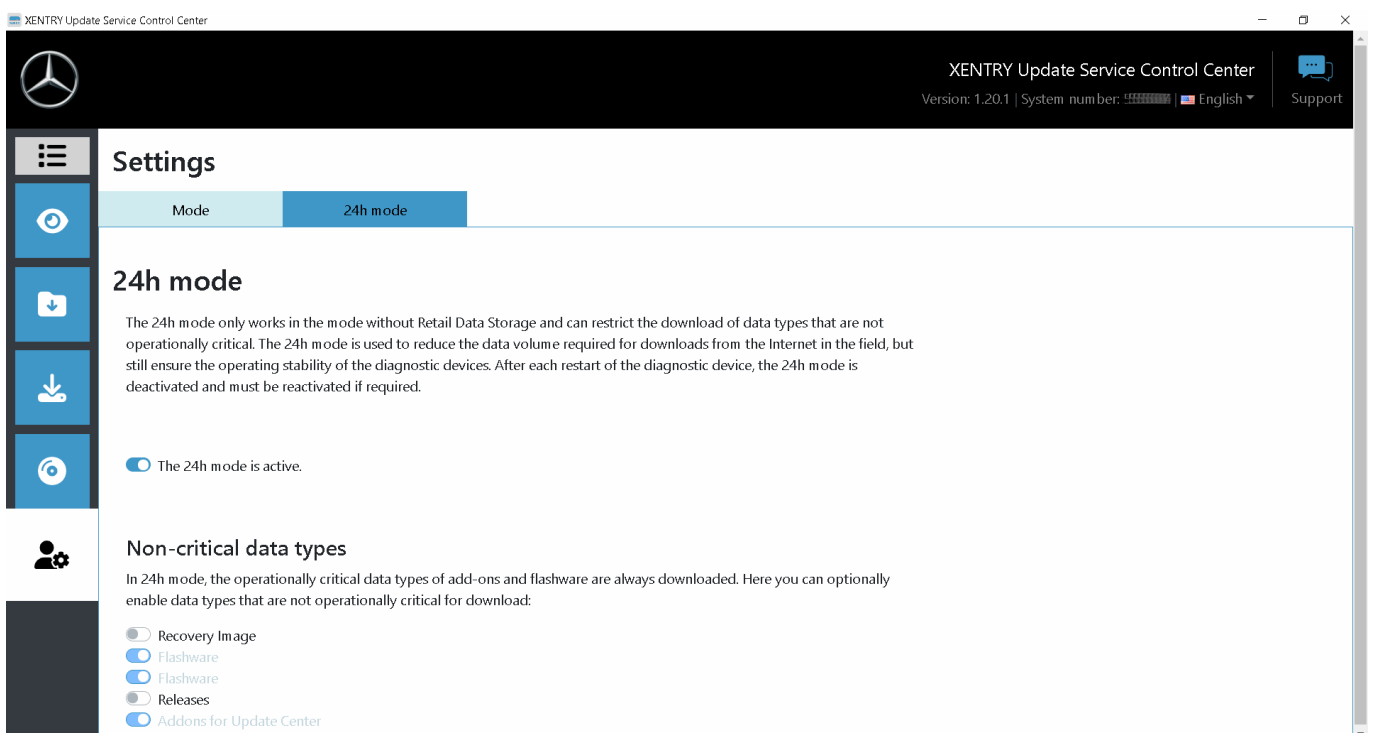 XENTRY Update Service Control Center
XENTRY Update Service Control Center
Version: 1.20.1 | System number: | English
Support
Settings
Mode
24h mode
24h mode
The 24h mode only works in the mode without Retail Data Storage and can restrict the download of data types that are not
operationally critical. The 24h mode is used to reduce the data volume required for downloads from the Internet in the field, but
still ensure the operating stability of the diagnostic devices. After each restart of the diagnostic device, the 24h mode is
deactivated and must be reactivated if required.
The 24h mode is active.
Non-critical data types
In 24h mode, the operationally critical data types of add-ons and flashware are always downloaded. Here you can optionally
enable data types that are not operationally critical for download:
Recovery Image
Flashware
Flashware
Releases
Addons for Update Center